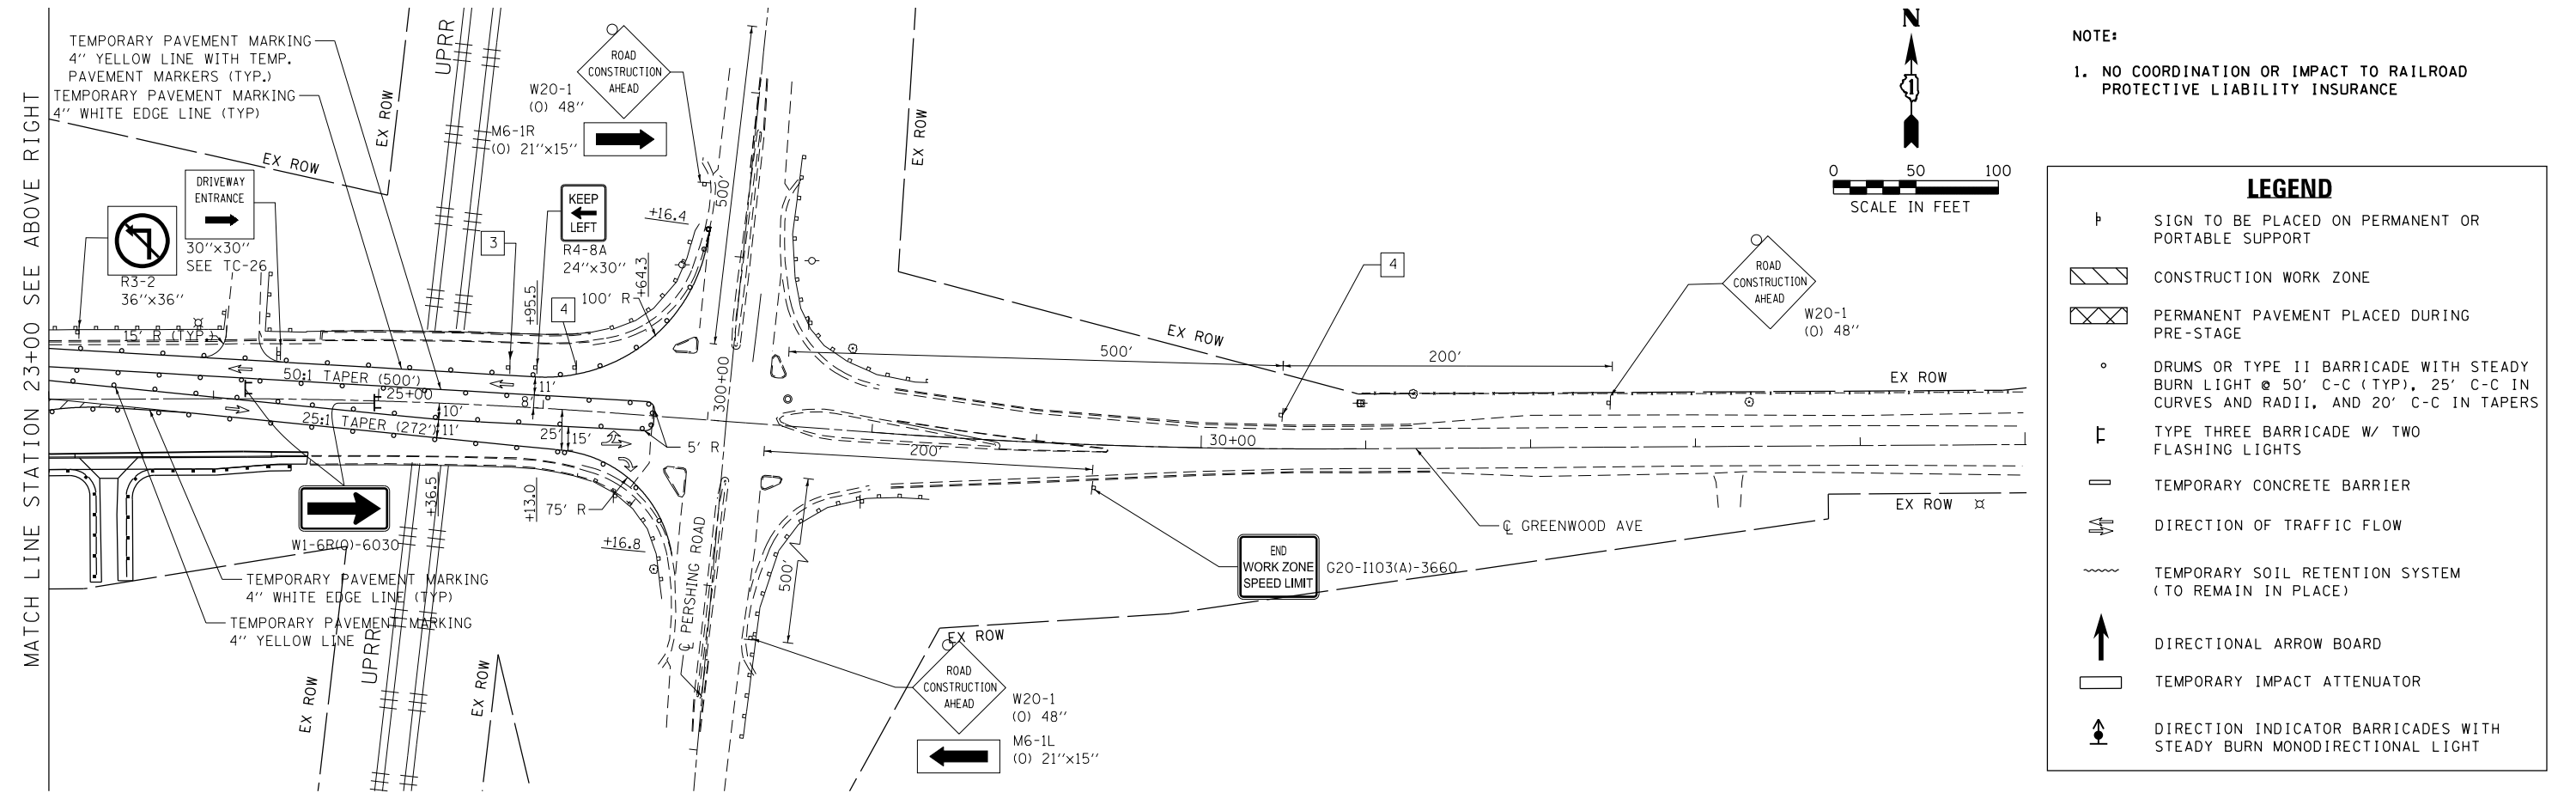 MATCH LINE STATION 23+00 SEE ABOVE RIGHT
TEMPORARY PAVEMENT MARKING
4" YELLOW LINE WITH TEMP.
PAVEMENT MARKERS (TYP.)
TEMPORARY PAVEMENT MARKING
4" WHITE EDGE LINE (TYP)
EX ROW
EX ROW
UPRR
ROAD
CONSTRUCTION
AHEAD
W20-1
(O) 48"
M6-1R
(O) 21"x15"
DRIVEWAY
ENTRANCE
30"x30"
SEE TC-26
R3-2
36"x36"
15' R (TYP.)
KEEP
LEFT
R4-8A
24"x30"
3
4
+95.5
100' R
+64.3
+16.4
500'
EX ROW
50:1 TAPER (500')
25+00
25:1 TAPER (272')
10'
11'
11'
8'
25'
15'
5' R
300+00
+36.5
+13.0
75' R
+16.8
℄ PERSHING ROAD
W1-6R(O)-6030
TEMPORARY PAVEMENT MARKING
4" WHITE EDGE LINE (TYP)
TEMPORARY PAVEMENT MARKING
4" YELLOW LINE
UPRR
EX ROW
EX ROW
500'
200'
4
EX ROW
500'
200'
30+00
ROAD
CONSTRUCTION
AHEAD
W20-1
(O) 48"
EX ROW
EX ROW
℄ GREENWOOD AVE
END
WORK ZONE
SPEED LIMIT
G20-I103(A)-3660
EX ROW
ROAD
CONSTRUCTION
AHEAD
W20-1
(O) 48"
M6-1L
(O) 21"x15"
N
1
0 50 100
SCALE IN FEET
NOTE:
1. NO COORDINATION OR IMPACT TO RAILROAD
PROTECTIVE LIABILITY INSURANCE
LEGEND
SIGN TO BE PLACED ON PERMANENT OR
PORTABLE SUPPORT
CONSTRUCTION WORK ZONE
PERMANENT PAVEMENT PLACED DURING
PRE-STAGE
DRUMS OR TYPE II BARRICADE WITH STEADY
BURN LIGHT @ 50' C-C (TYP), 25' C-C IN
CURVES AND RADII, AND 20' C-C IN TAPERS
TYPE THREE BARRICADE W/ TWO
FLASHING LIGHTS
TEMPORARY CONCRETE BARRIER
DIRECTION OF TRAFFIC FLOW
TEMPORARY SOIL RETENTION SYSTEM
(TO REMAIN IN PLACE)
DIRECTIONAL ARROW BOARD
TEMPORARY IMPACT ATTENUATOR
DIRECTION INDICATOR BARRICADES WITH
STEADY BURN MONODIRECTIONAL LIGHT